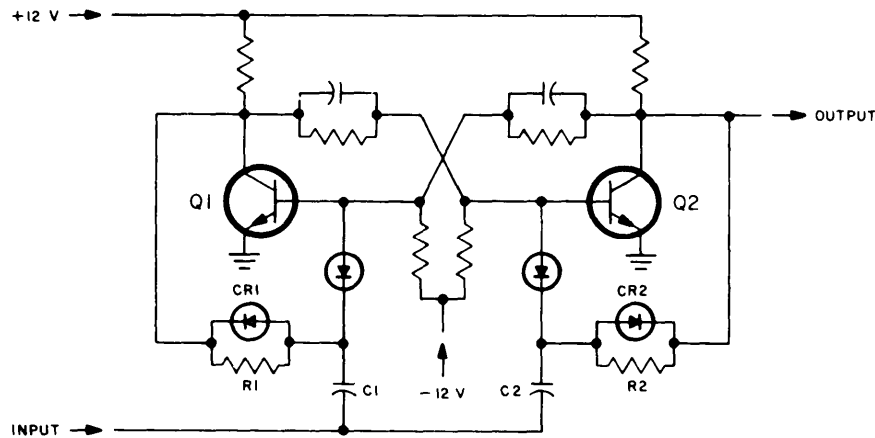 +12 V
OUTPUT
Q1
Q2
CR1
CR2
R1
C1
-12 V
C2
R2
INPUT